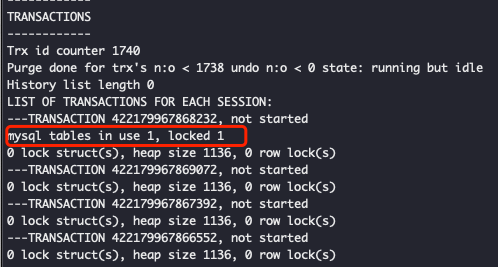 ------------
TRANSACTIONS
------------
Trx id counter 1740
Purge done for trx's n:o < 1738 undo n:o < 0 state: running but idle
History list length 0
LIST OF TRANSACTIONS FOR EACH SESSION:
---TRANSACTION 422179967868232, not started
mysql tables in use 1, locked 1
0 lock struct(s), heap size 1136, 0 row lock(s)
---TRANSACTION 422179967869072, not started
0 lock struct(s), heap size 1136, 0 row lock(s)
---TRANSACTION 422179967867392, not started
0 lock struct(s), heap size 1136, 0 row lock(s)
---TRANSACTION 422179967866552, not started
0 lock struct(s), heap size 1136, 0 row lock(s)